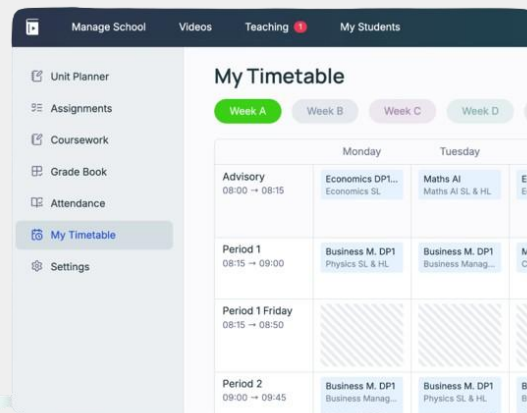 Manage School
Videos
Teaching 1
My Students
Unit Planner
Assignments
Coursework
Grade Book
Attendance
My Timetable
Settings
My Timetable
Week A
Week B
Week C
Week D
Monday
Tuesday
Advisory
08:00 → 08:15
Economics DP1...
Economics SL
Maths AI
Maths AI SL & HL
Period 1
08:15 → 09:00
Business M. DP1
Physics SL & HL
Business M. DP1
Business Manag...
Period 1 Friday
08:15 → 08:50
Period 2
09:00 → 09:45
Business M. DP1
Business Manag...
Business M. DP1
Physics SL & HL